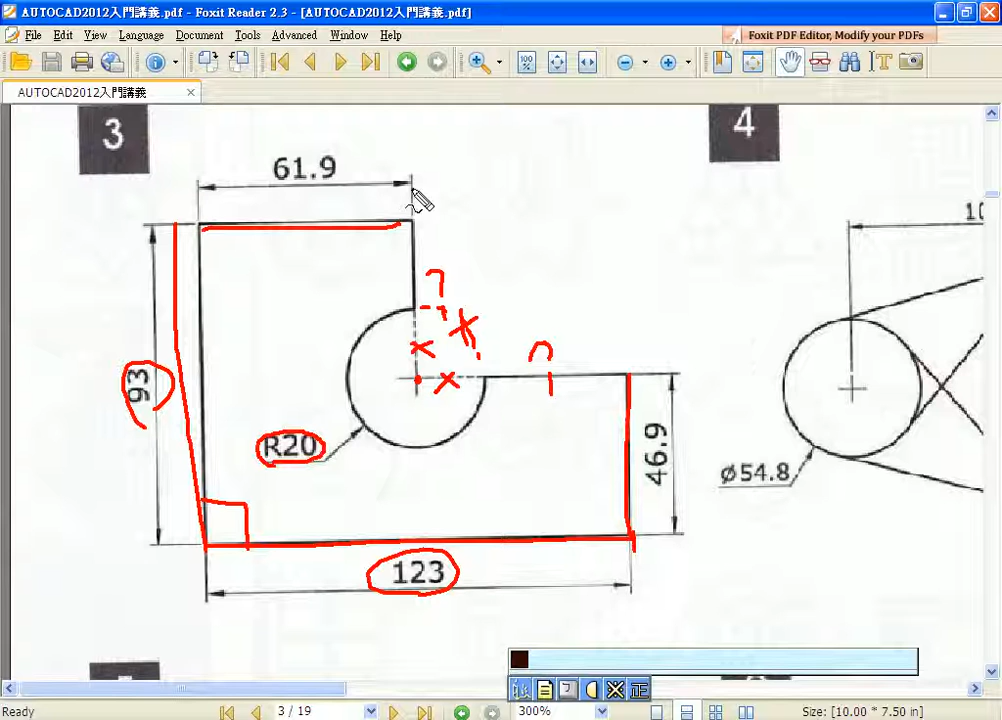 AUTOCAD2012入門講義.pdf - Foxit Reader 2.3 - [AUTOCAD2012入門講義.pdf]
File Edit View Language Document Tools Advanced Window Help
Foxit PDF Editor, Modify your PDFs
AUTOCAD2012入門講義
3
4
61.9
93
R20
46.9
ø54.8
123
Ready
3 / 19
300%
Size: [10.00 * 7.50 in]